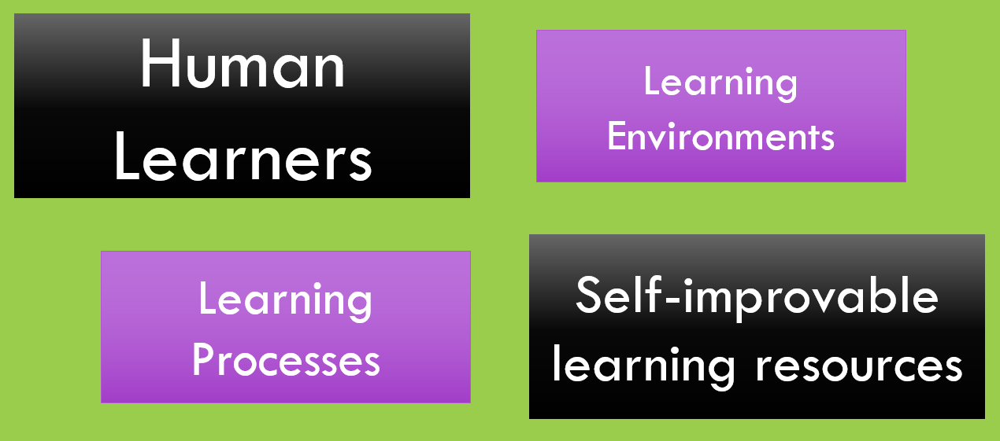 Human
Learners
Learning
Environments
Learning
Processes
Self-improvable
learning resources